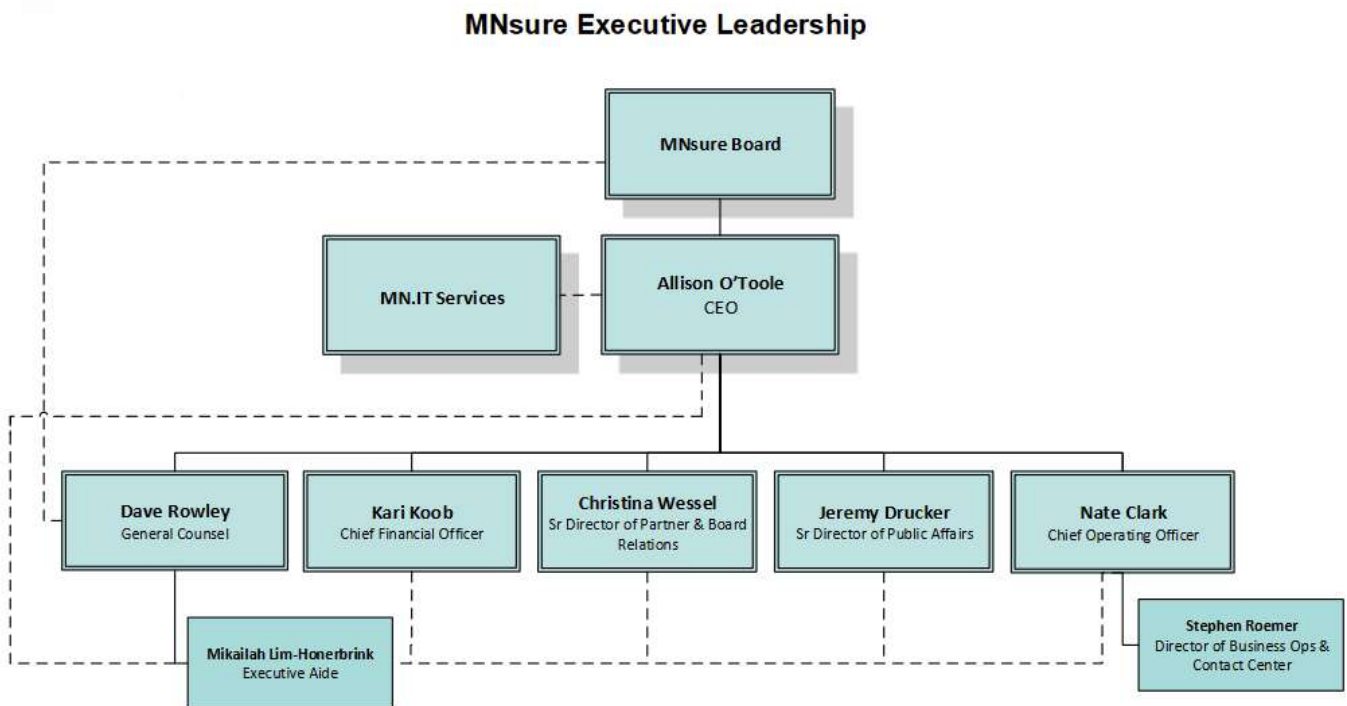 MNsure Executive Leadership
MNsure Board
MN.IT Services
Allison O’Toole
CEO
Dave Rowley
General Counsel
Kari Koob
Chief Financial Officer
Christina Wessel
Sr Director of Partner & Board
Relations
Jeremy Drucker
Sr Director of Public Affairs
Nate Clark
Chief Operating Officer
Mikailah Lim-Honerbrink
Executive Aide
Stephen Roemer
Director of Business Ops &
Contact Center